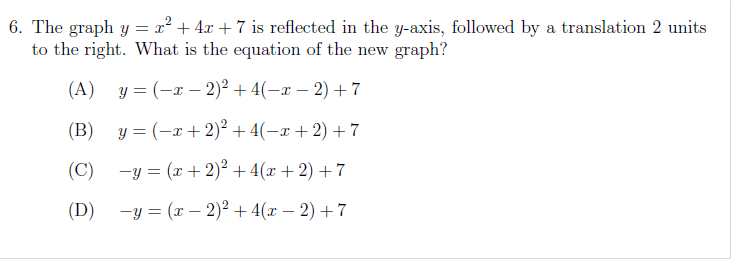 6. The graph y = x² + 4x + 7 is reflected in the y-axis, followed by a translation 2 units
to the right. What is the equation of the new graph?
(A) y = (−x − 2)² + 4(−x − 2) + 7
(B) y = (−x + 2)² + 4(−x + 2) + 7
(C) −y = (x + 2)² + 4(x + 2) + 7
(D) −y = (x − 2)² + 4(x − 2) + 7